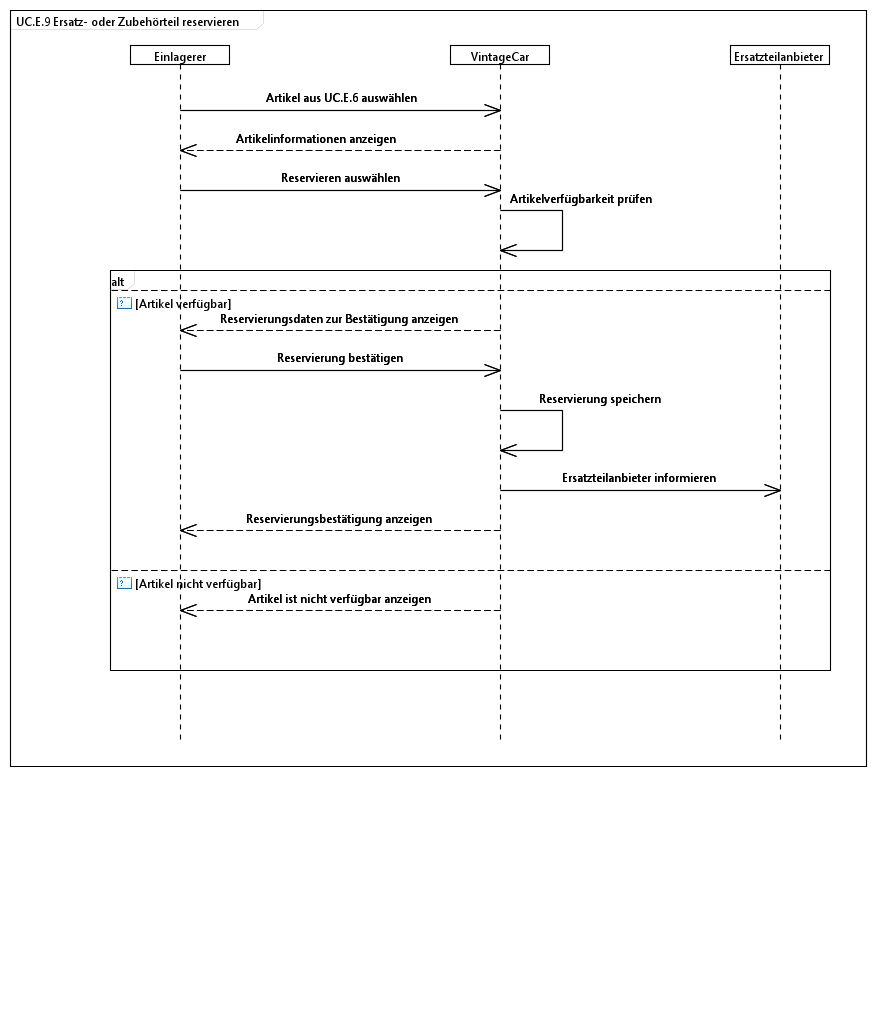 UC.E.9 Ersatz- oder Zubehörteil reservieren
Einlagerer
VintageCar
Ersatzteilanbieter
Artikel aus UC.E.6 auswählen
Artikelinformationen anzeigen
Reservieren auswählen
Artikelverfügbarkeit prüfen
alt
? [Artikel verfügbar]
Reservierungsdaten zur Bestätigung anzeigen
Reservierung bestätigen
Reservierung speichern
Ersatzteilanbieter informieren
Reservierungsbestätigung anzeigen
? [Artikel nicht verfügbar]
Artikel ist nicht verfügbar anzeigen